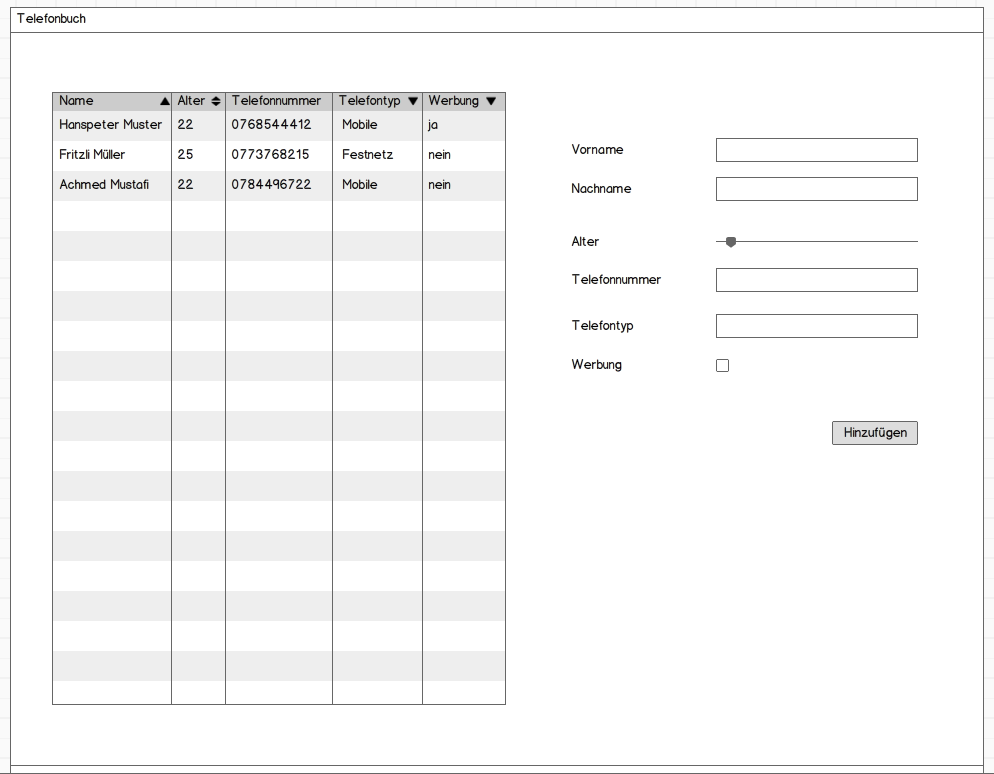 Telefonbuch
Name Alter Telefonnummer Telefontyp Werbung
Hanspeter Muster 22 0768544412 Mobile ja
Fritzli Müller 25 0773768215 Festnetz nein
Achmed Mustafi 22 0784496722 Mobile nein
Vorname
Nachname
Alter
Telefonnummer
Telefontyp
Werbung
Hinzufügen